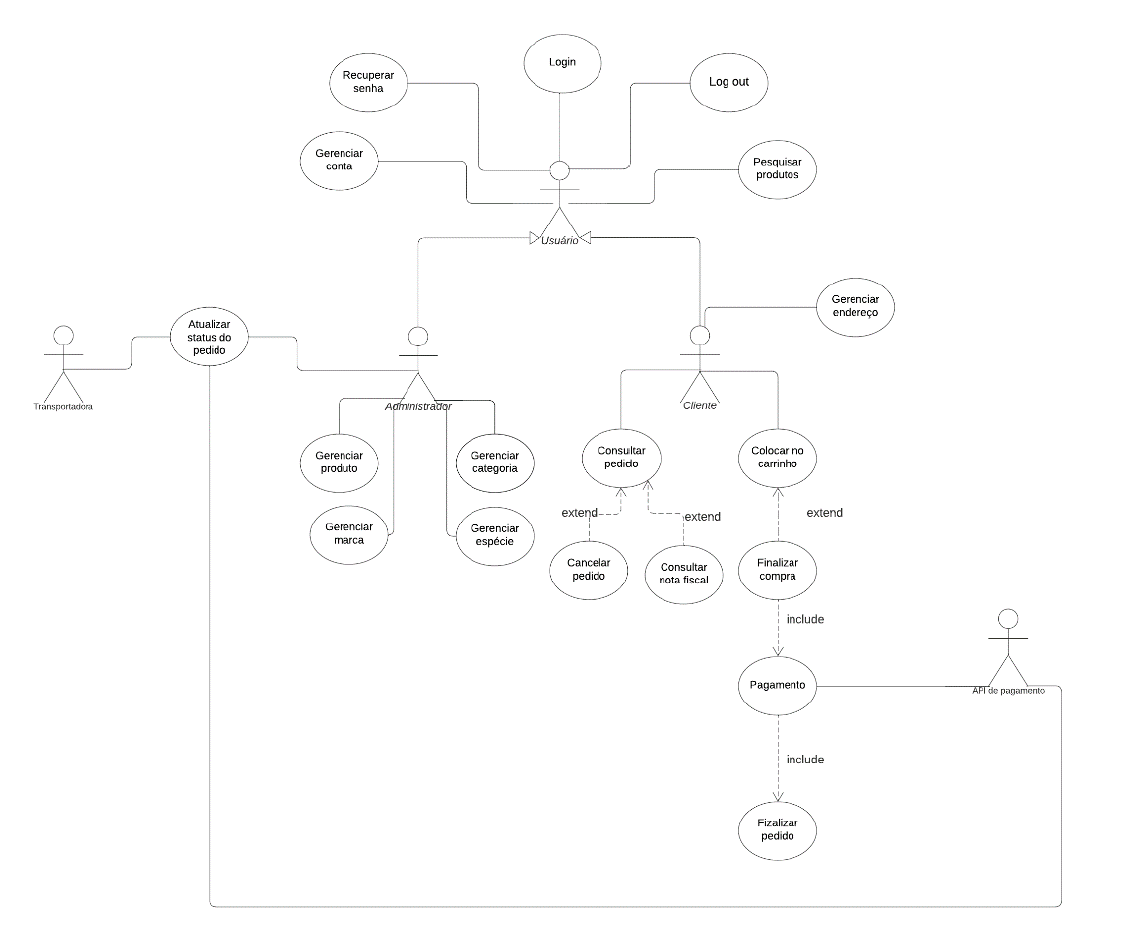 Login
Recuperar
senha
Log out
Gerenciar
conta
Pesquisar
produtos
Usuário
Gerenciar
endereço
Atualizar
status do
pedido
Transportadora
Administrador
Cliente
Gerenciar
produto
Gerenciar
categoria
Consultar
pedido
Colocar no
carrinho
Gerenciar
marca
Gerenciar
espécie
extend
extend
extend
Cancelar
pedido
Consultar
nota fiscal
Finalizar
compra
include
Pagamento
API de pagamento
include
Fizalizar
pedido